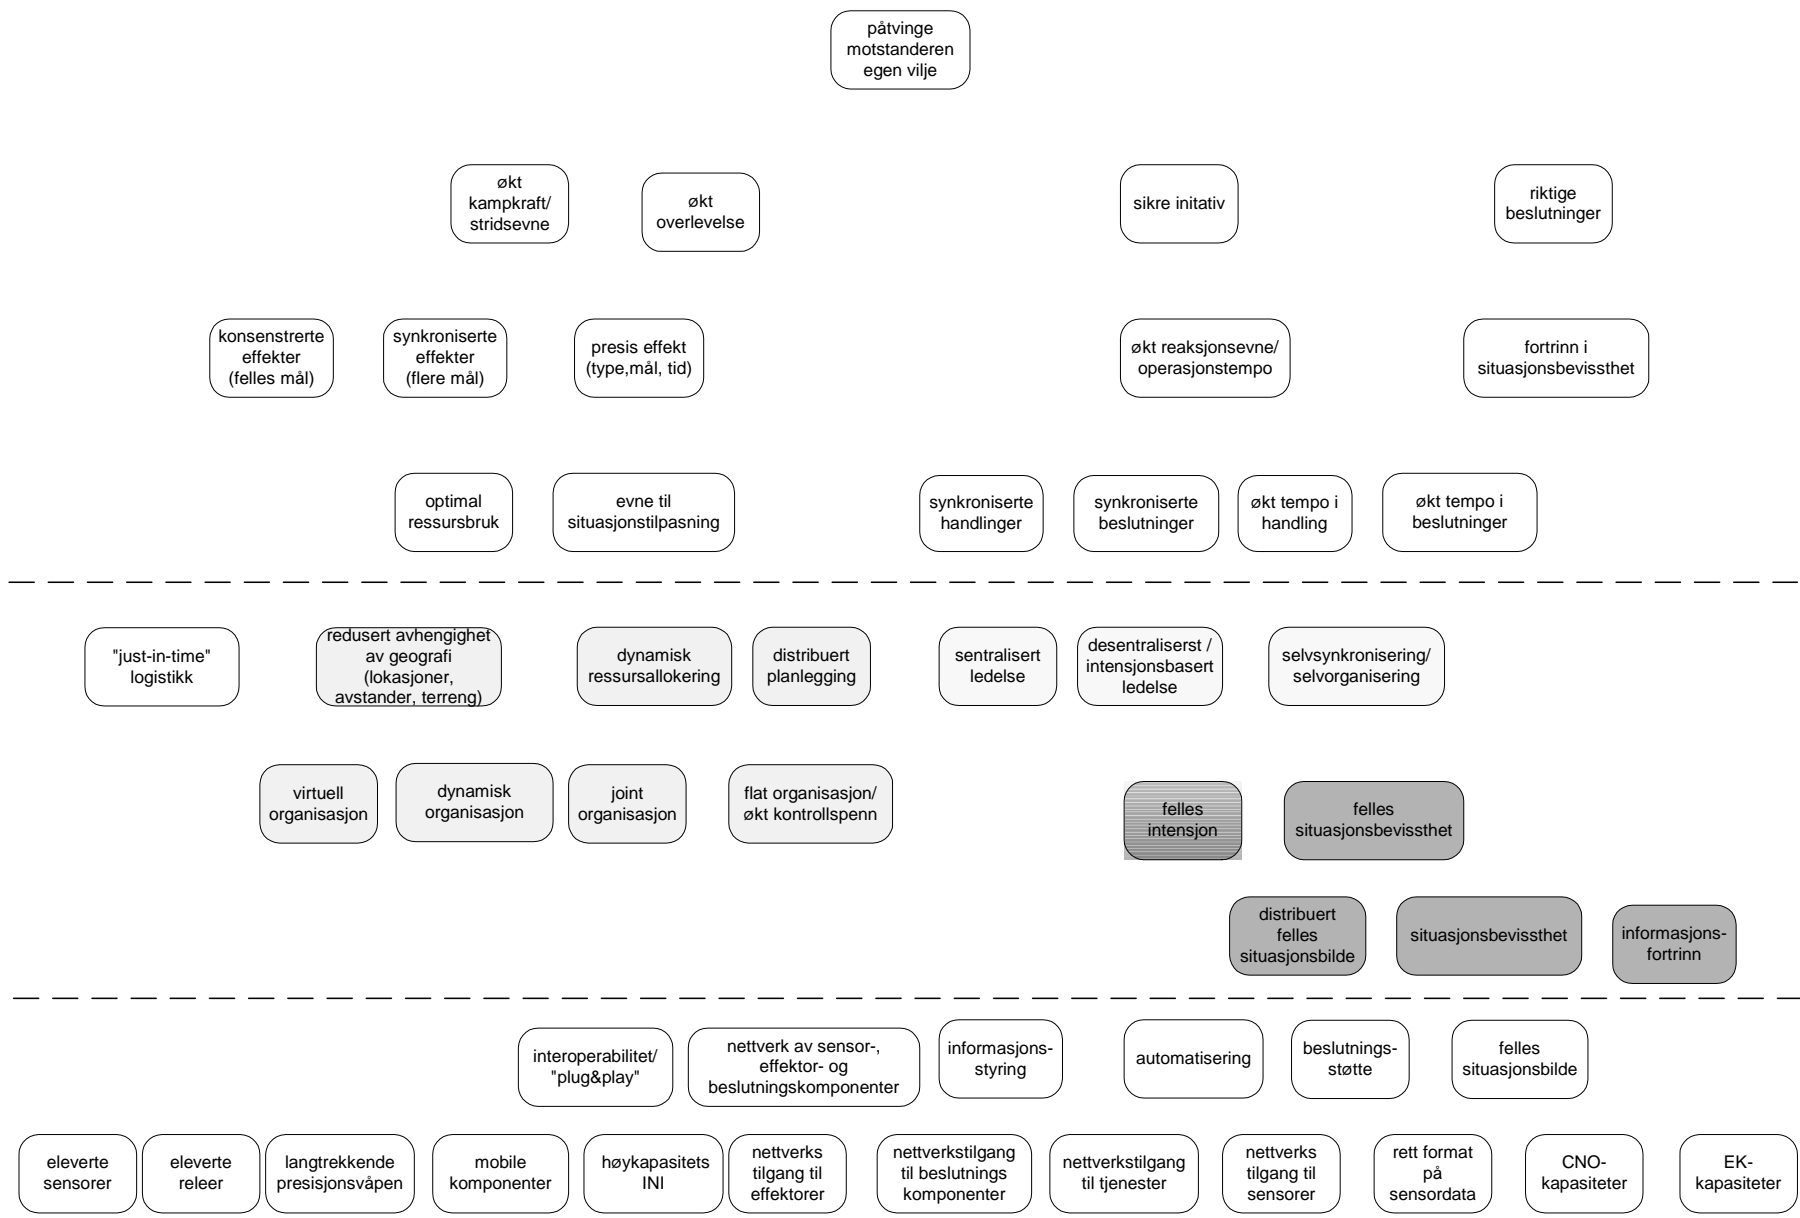 påtvinge
motstanderen
egen vilje
økt
kampkraft/
stridsevne
økt
overlevelse
sikre initativ
riktige
beslutninger
konsenstrerte
effekter
(felles mål)
synkroniserte
effekter
(flere mål)
presis effekt
(type,mål, tid)
økt reaksjonsevne/
operasjonstempo
fortrinn i
situasjonsbevissthet
optimal
ressursbruk
evne til
situasjonstilpasning
synkroniserte
handlinger
synkroniserte
beslutninger
økt tempo i
handling
økt tempo i
beslutninger
"just-in-time"
logistikk
redusert avhengighet
av geografi
(lokasjoner,
avstander, terreng)
dynamisk
ressursallokering
distribuert
planlegging
sentralisert
ledelse
desentraliserst /
intensjonsbasert
ledelse
selvsynkronisering/
selvorganisering
virtuell
organisasjon
dynamisk
organisasjon
joint
organisasjon
flat organisasjon/
økt kontrollspenn
felles
intensjon
felles
situasjonsbevissthet
distribuert
felles
situasjonsbilde
situasjonsbevissthet
informasjons-
fortrinn
interoperabilitet/
"plug&play"
nettverk av sensor-,
effektor- og
beslutningskomponenter
informasjons-
styring
automatisering
beslutnings-
støtte
felles
situasjonsbilde
eleverte
sensorer
eleverte
releer
langtrekkende
presisjonsvåpen
mobile
komponenter
høykapasitets
INI
nettverks
tilgang til
effektorer
nettverkstilgang
til beslutnings
komponenter
nettverkstilgang
til tjenester
nettverks
tilgang til
sensorer
rett format
på
sensordata
CNO-
kapasiteter
EK-
kapasiteter